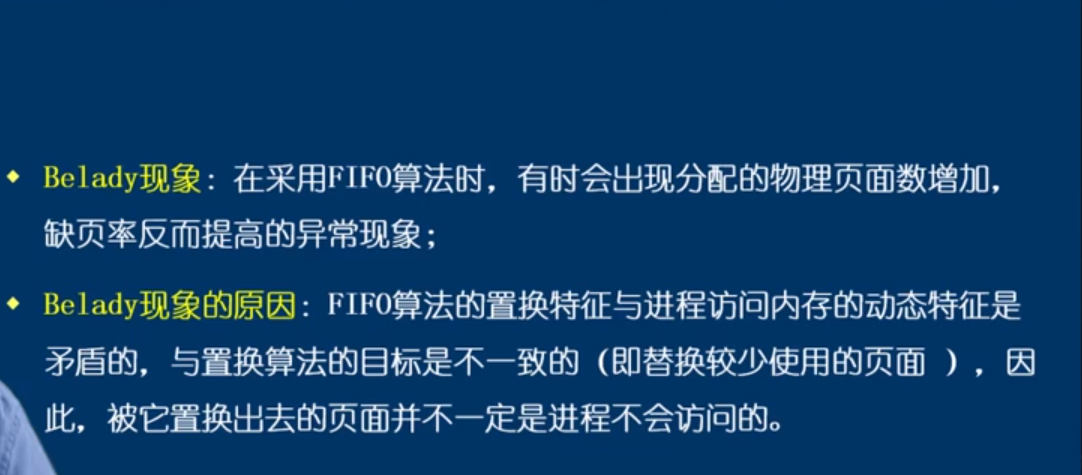 Belady现象：在采用FIFO算法时，有时会出现分配的物理页面数增加，
缺页率反而提高的异常现象；
Belady现象的原因：FIFO算法的置换特征与进程访问内存的动态特征是
矛盾的，与置换算法的目标是不一致的（即替换较少使用的页面 ），因
此，被它置换出去的页面并不一定是进程不会访问的。